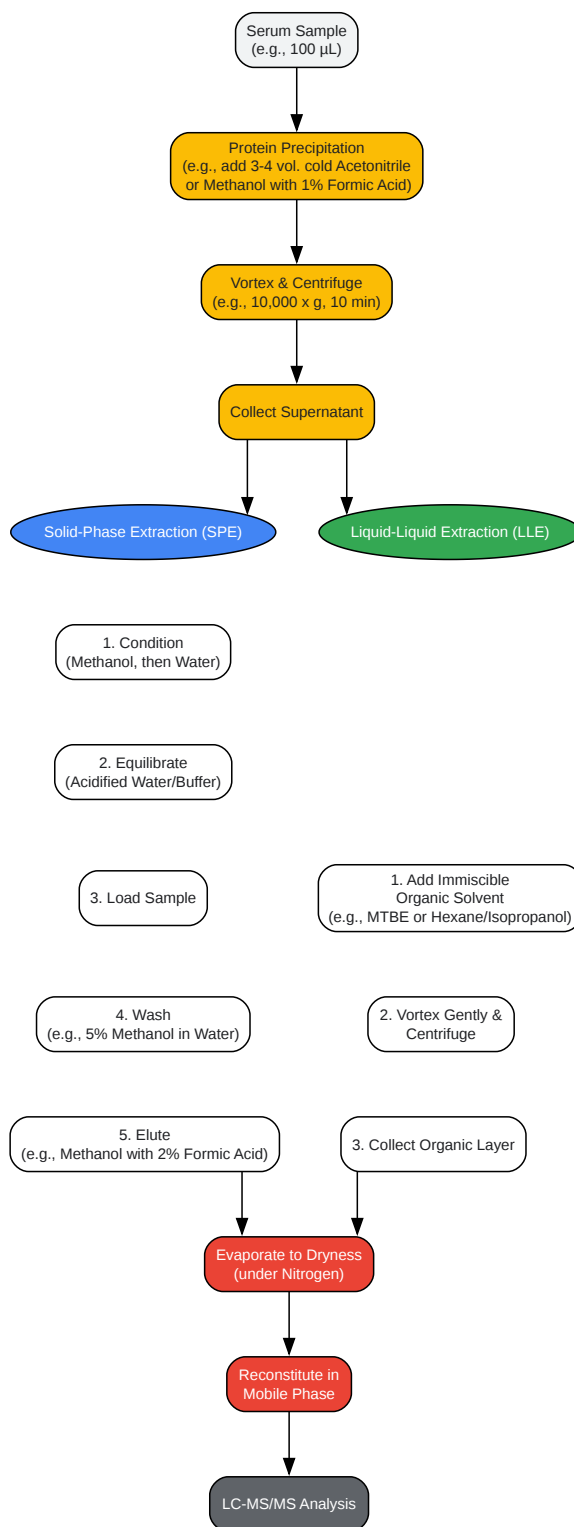 Serum Sample
(e.g., 100 µL)
Protein Precipitation
(e.g., add 3-4 vol. cold Acetonitrile
or Methanol with 1% Formic Acid)
Vortex & Centrifuge
(e.g., 10,000 x g, 10 min)
Collect Supernatant
Solid-Phase Extraction (SPE)
Liquid-Liquid Extraction (LLE)
1. Condition
(Methanol, then Water)
2. Equilibrate
(Acidified Water/Buffer)
3. Load Sample
1. Add Immiscible
Organic Solvent
(e.g., MTBE or Hexane/Isopropanol)
4. Wash
(e.g., 5% Methanol in Water)
2. Vortex Gently &
Centrifuge
5. Elute
(e.g., Methanol with 2% Formic Acid)
3. Collect Organic Layer
Evaporate to Dryness
(under Nitrogen)
Reconstitute in
Mobile Phase
LC-MS/MS Analysis